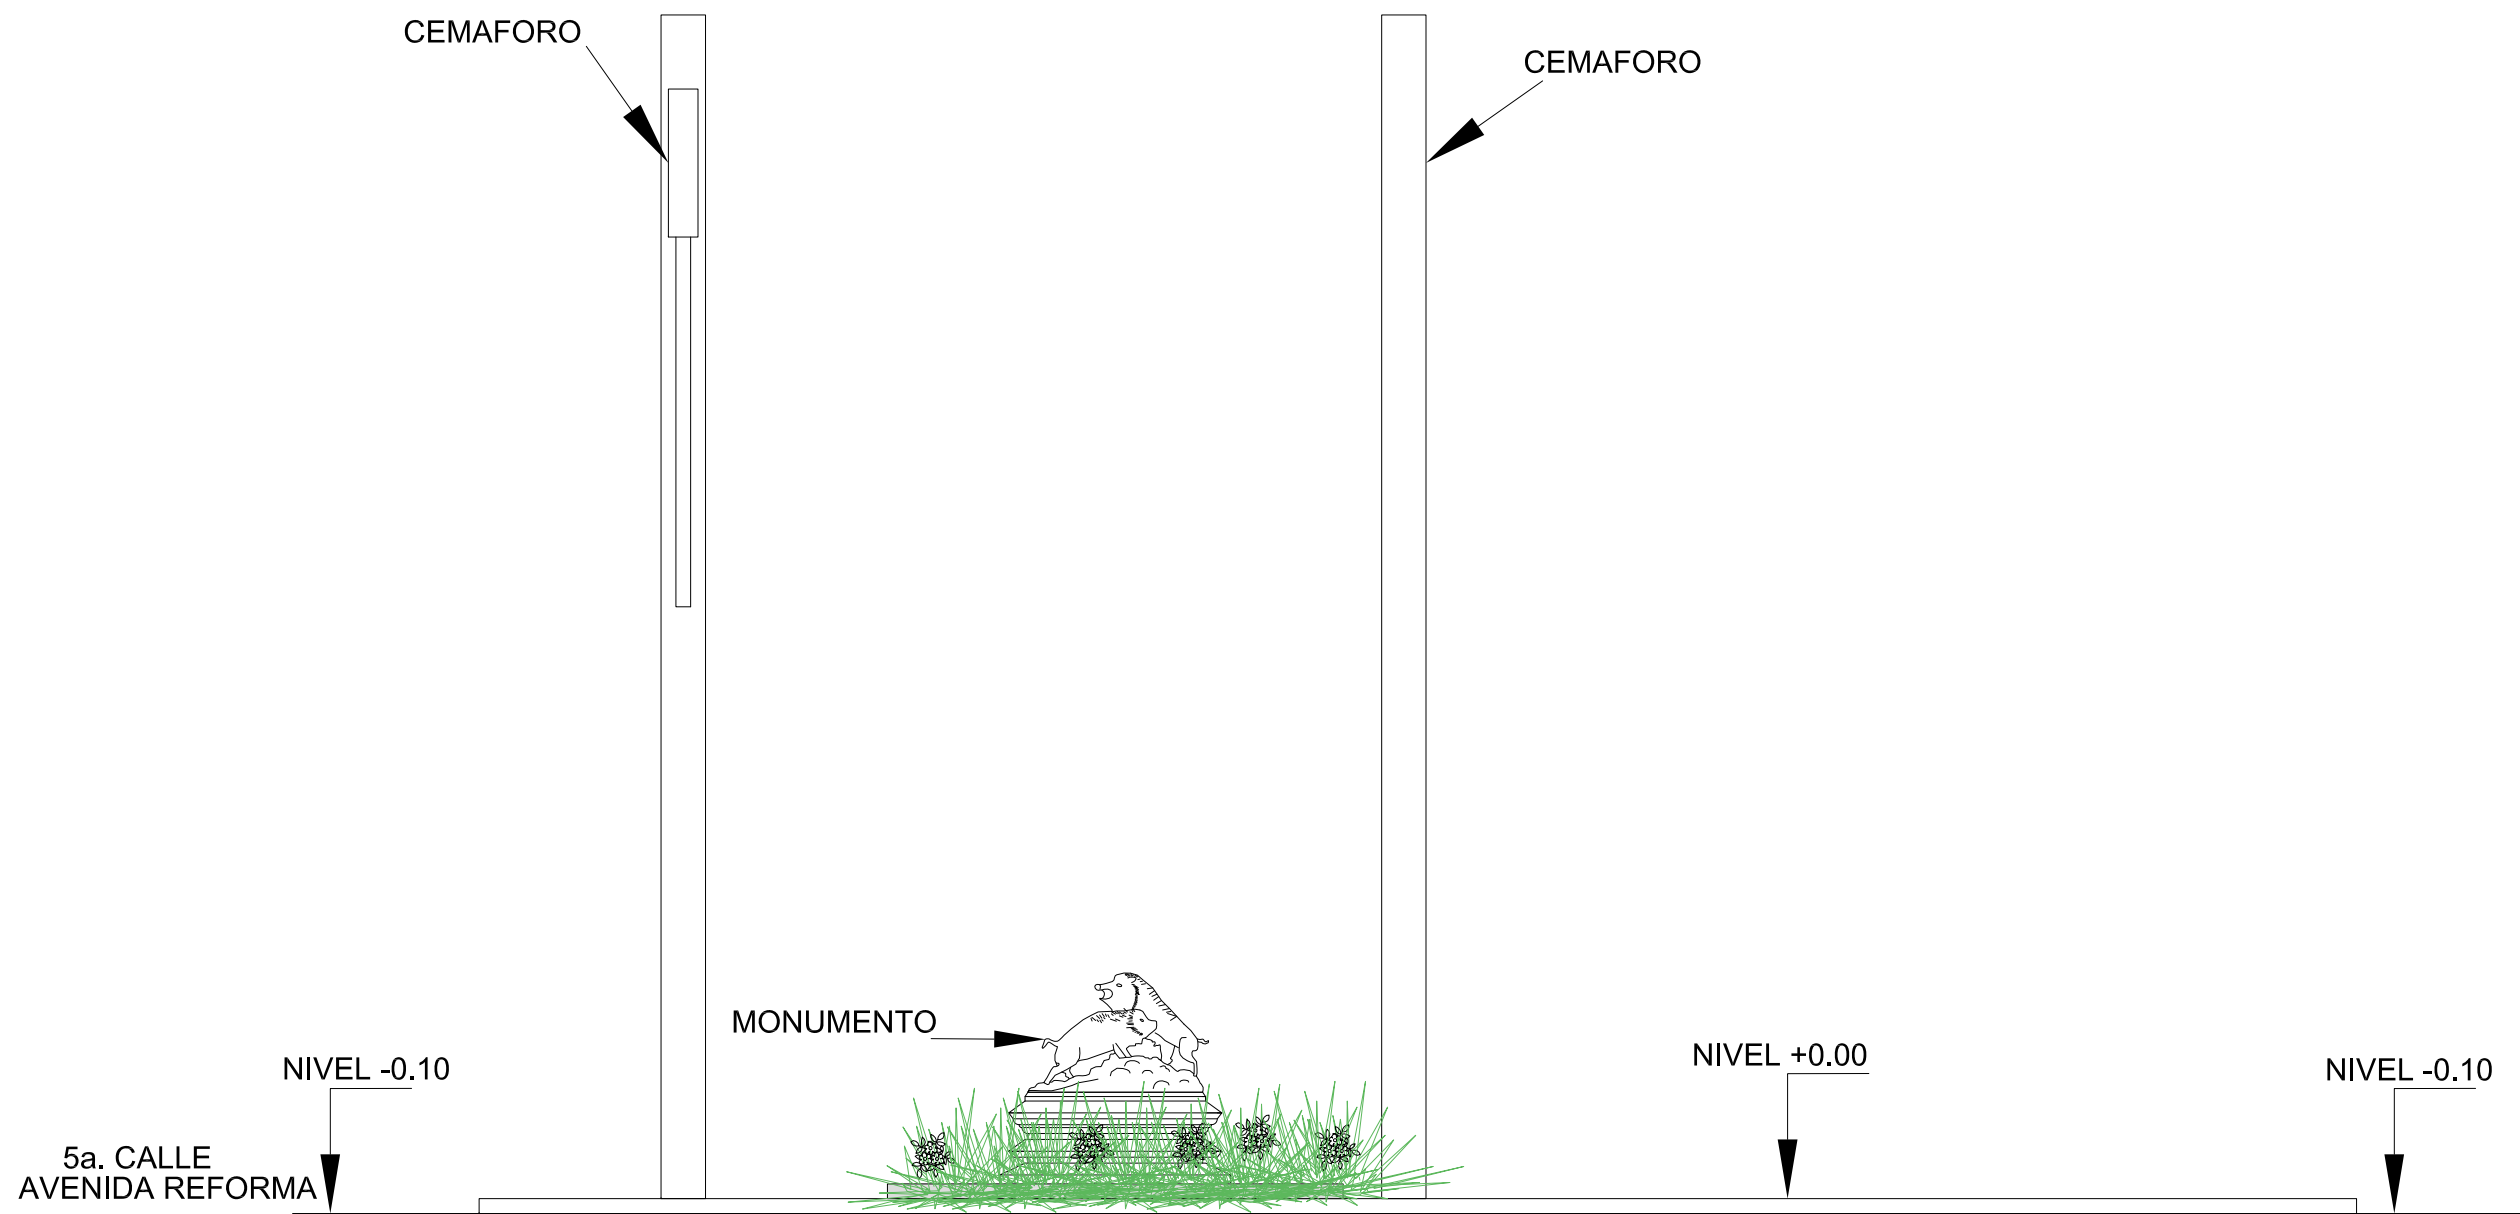 CEMAFORO
CEMAFORO
MONUMENTO
NIVEL -0.10
NIVEL +0.00
NIVEL -0.10
5a. CALLE
AVENIDA REFORMA